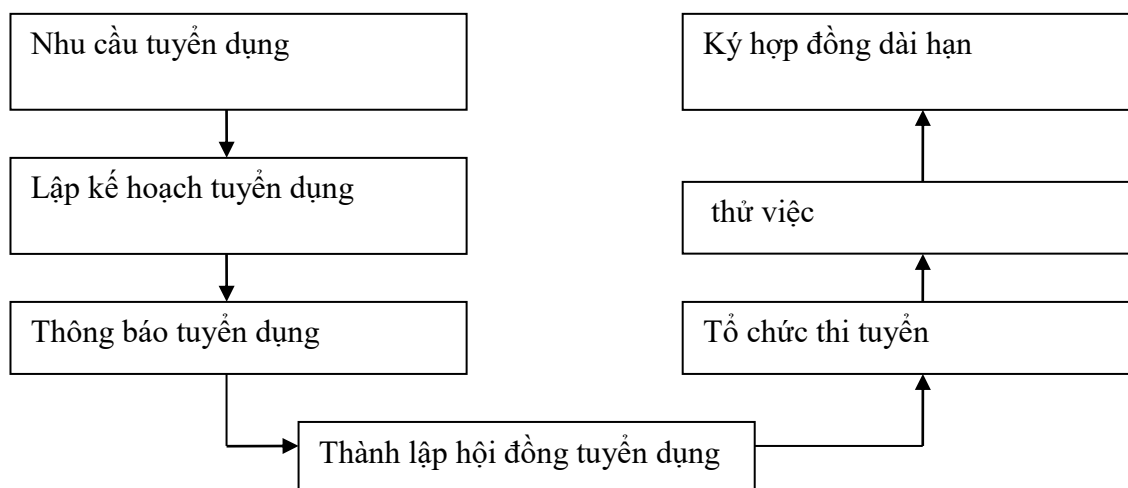 Nhu cầu tuyển dụng
Lập kế hoạch tuyển dụng
Thông báo tuyển dụng
Thành lập hội đồng tuyển dụng
Tổ chức thi tuyển
thử việc
Ký hợp đồng dài hạn